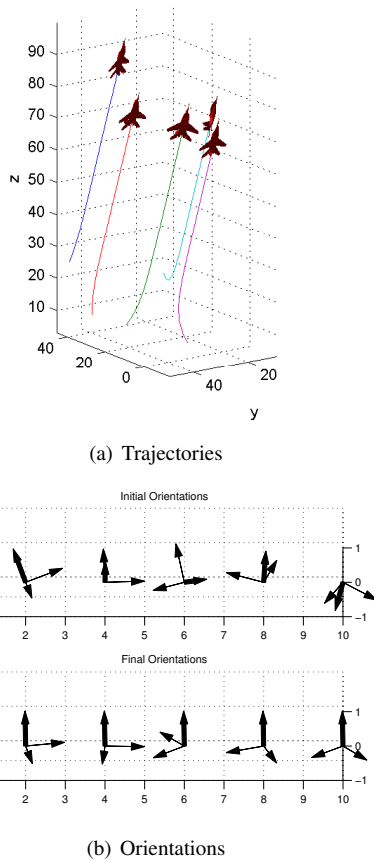 90
80
70
60
z
50
40
30
20
10
40
20
0
40
20
y
(a) Trajectories
Initial Orientations
1
0
−1
2 3 4 5 6 7 8 9 10
Final Orientations
1
0
−1
2 3 4 5 6 7 8 9 10
(b) Orientations